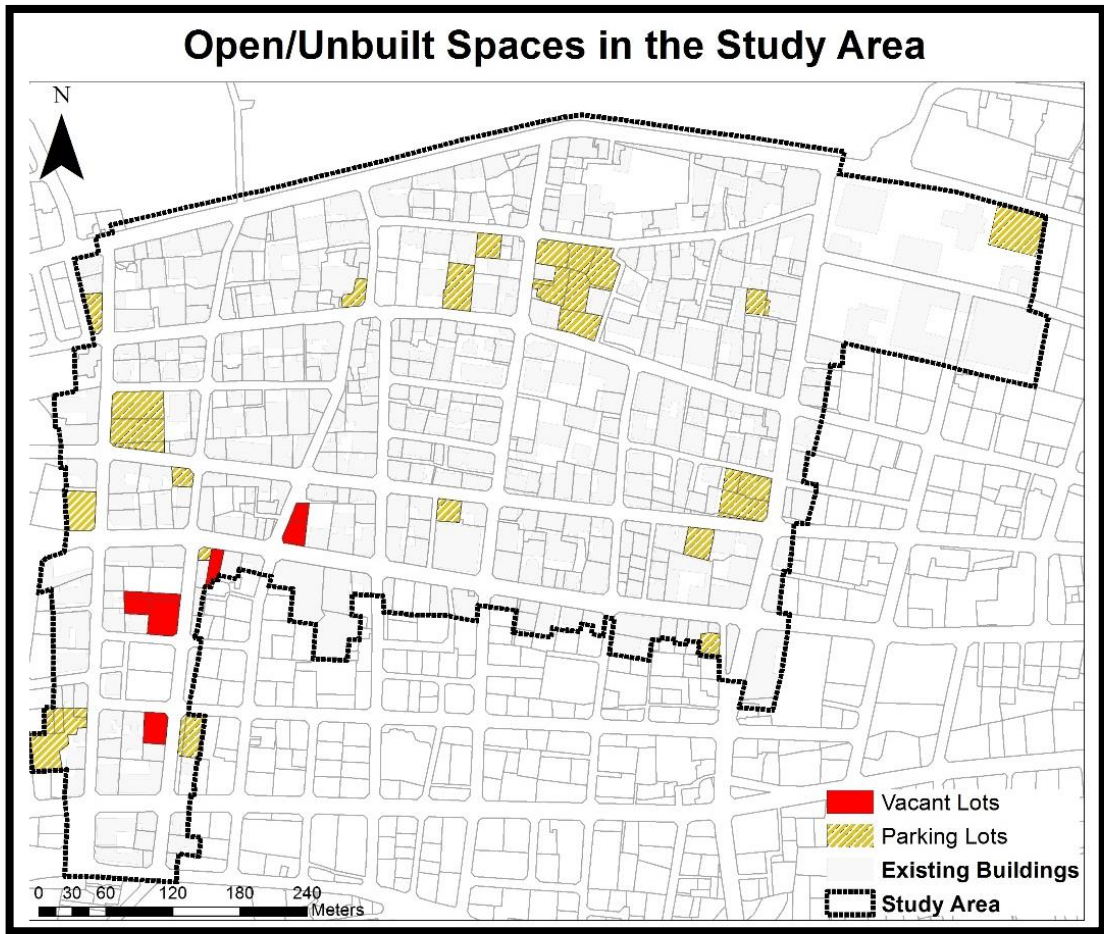 Open/Unbuilt Spaces in the Study Area
N
Vacant Lots
Parking Lots
Existing Buildings
Study Area
0 30 60 120 180 240
Meters